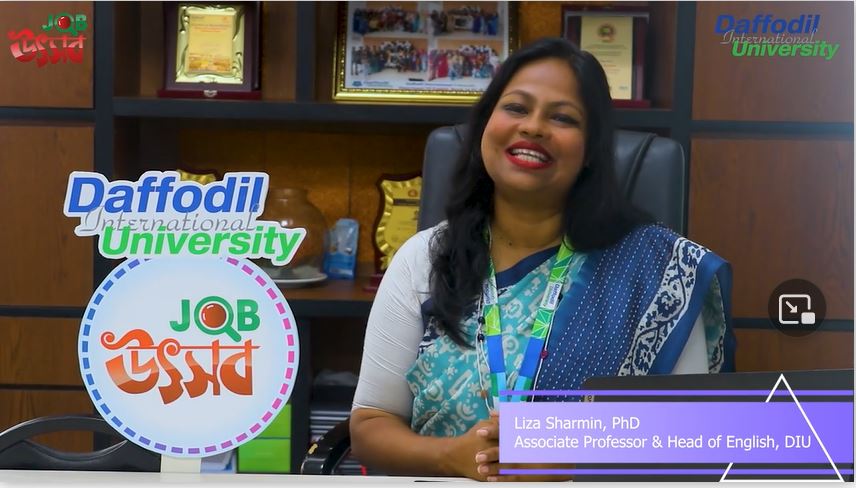 JOB
উৎসব
Daffodil
International
University
Daffodil
International
University
JOB
উৎসব
Liza Sharmin, PhD
Associate Professor & Head of English, DIU